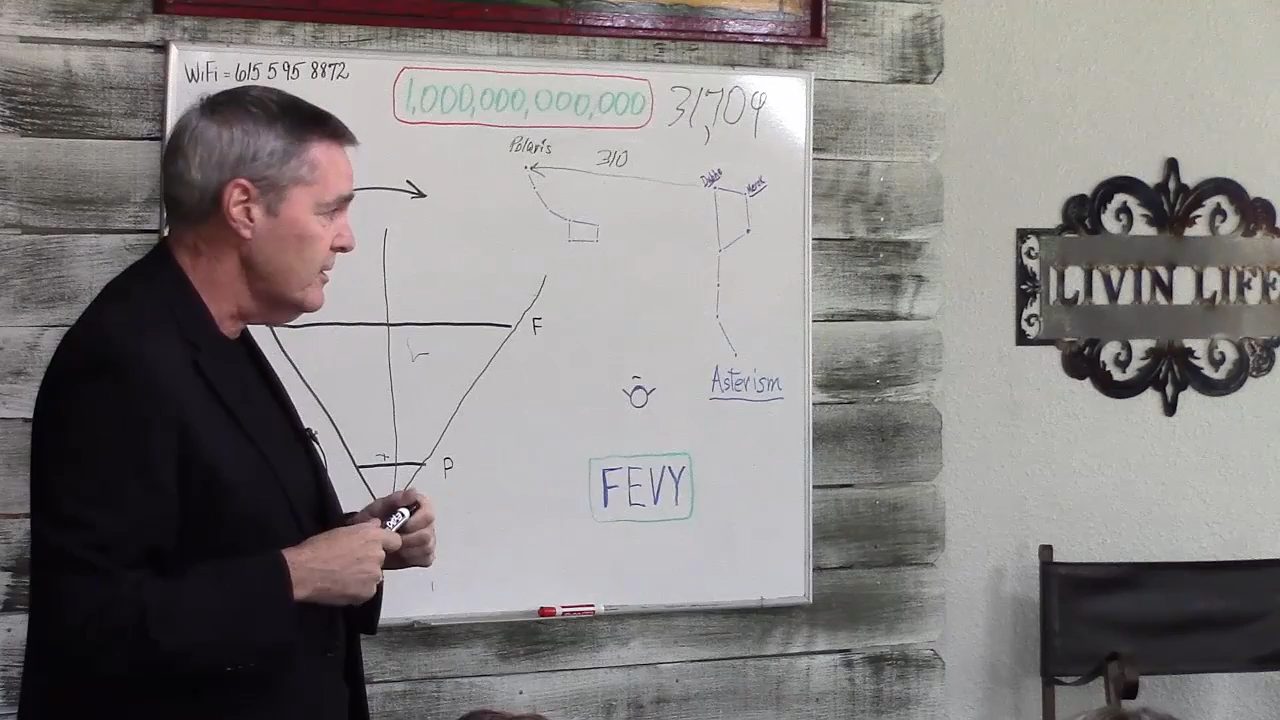 WiFi = 615 595 8872
1,000,000,000,000
31,709
Polaris
310
Dubhe
Merak
F
P
Asterism
FEVY
LIVIN LIFE
EXPO